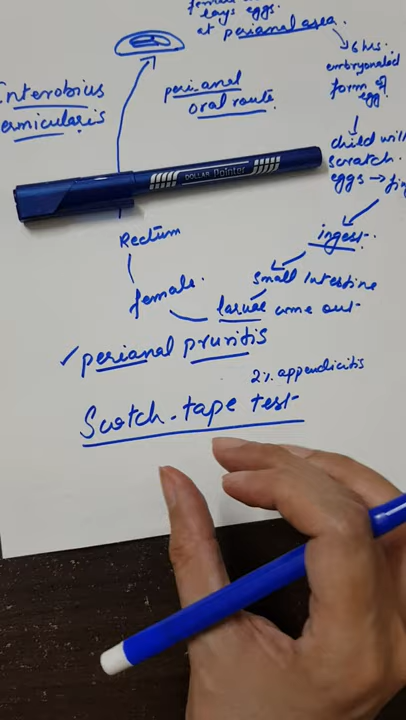 lays eggs.
at perianal area.
6 hrs.
embryonated
form of
egg.
Enterobius
vermicularis
perianal
oral route
child will
scratch
eggs →
DOLLAR Pointer
ingest.
Rectum
small Intestine
female.
larvae come out
✓ perianal pruritis
2% appendicitis
Scotch-tape test